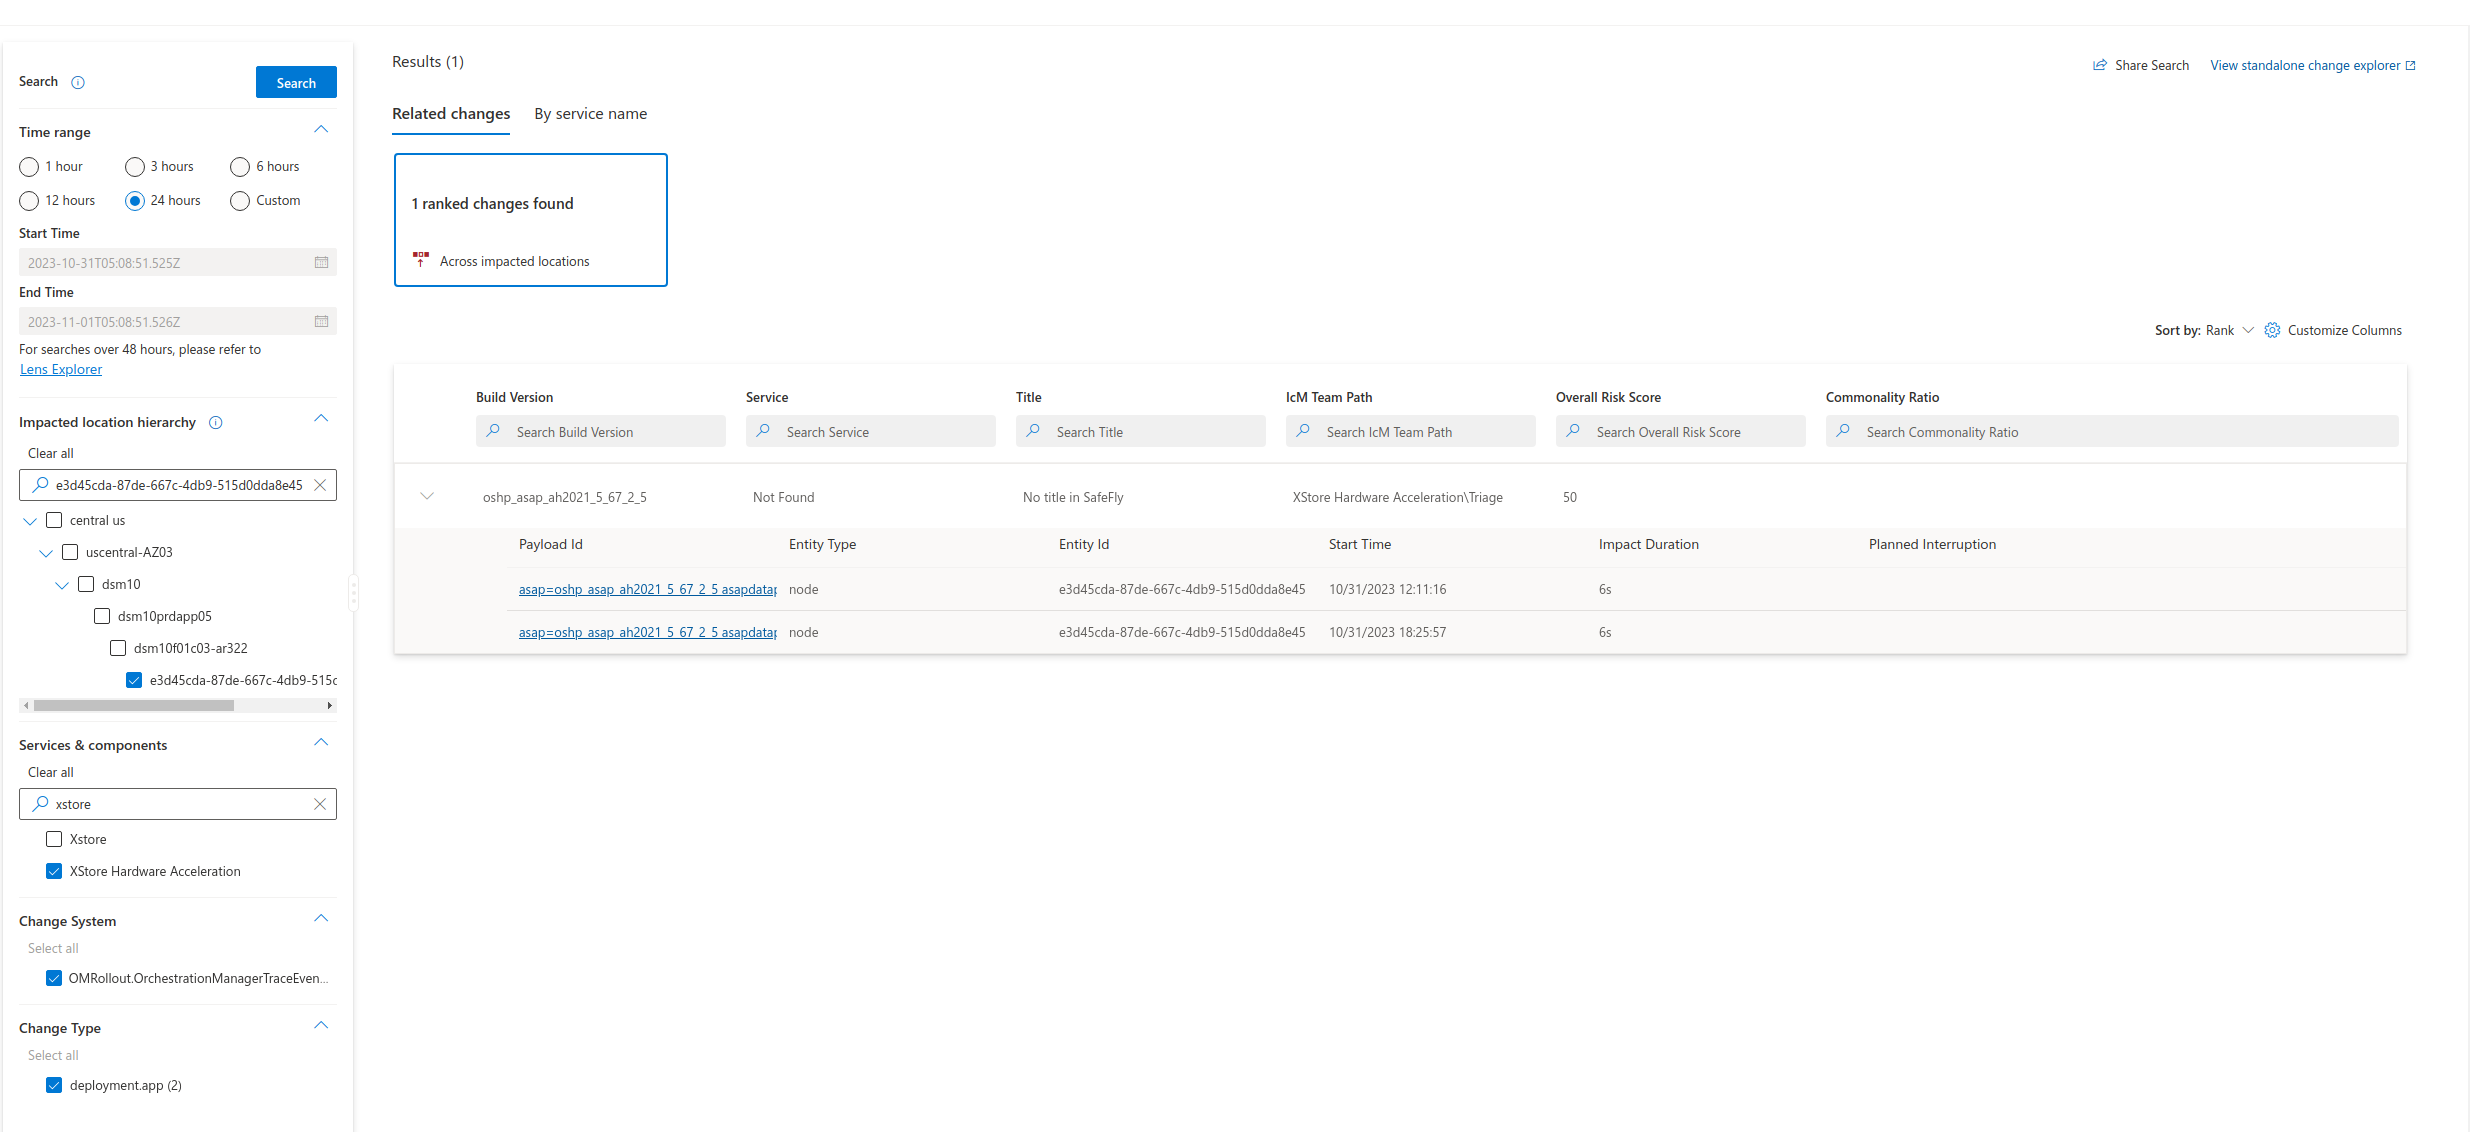 Search
Search
Time range
1 hour
3 hours
6 hours
12 hours
24 hours
Custom
Start Time
2023-10-31T05:08:51.525Z
End Time
2023-11-01T05:08:51.526Z
For searches over 48 hours, please refer to
Lens Explorer
Impacted location hierarchy
Clear all
e3d45cda-87de-667c-4db9-515d0dda8e45
central us
uscentral-AZ03
dsm10
dsm10prdapp05
dsm10f01c03-ar322
e3d45cda-87de-667c-4db9-515c
Services & components
Clear all
xstore
Xstore
XStore Hardware Acceleration
Change System
Select all
OMRollout.OrchestrationManagerTraceEven...
Change Type
Select all
deployment.app (2)
Results (1)
Share Search
View standalone change explorer
Related changes
By service name
1 ranked changes found
Across impacted locations
Sort by: Rank
Customize Columns
Build Version Service Title IcM Team Path Overall Risk Score Commonality Ratio
Search Build Version Search Service Search Title Search IcM Team Path Search Overall Risk Score Search Commonality Ratio
oshp_asap_ah2021_5_67_2_5 Not Found No title in SafeFly XStore Hardware Acceleration\Triage 50
Payload Id Entity Type Entity Id Start Time Impact Duration Planned Interruption
asap=oshp_asap_ah2021_5_67_2_5 asapdatap node e3d45cda-87de-667c-4db9-515d0dda8e45 10/31/2023 12:11:16 6s
asap=oshp_asap_ah2021_5_67_2_5 asapdatap node e3d45cda-87de-667c-4db9-515d0dda8e45 10/31/2023 18:25:57 6s